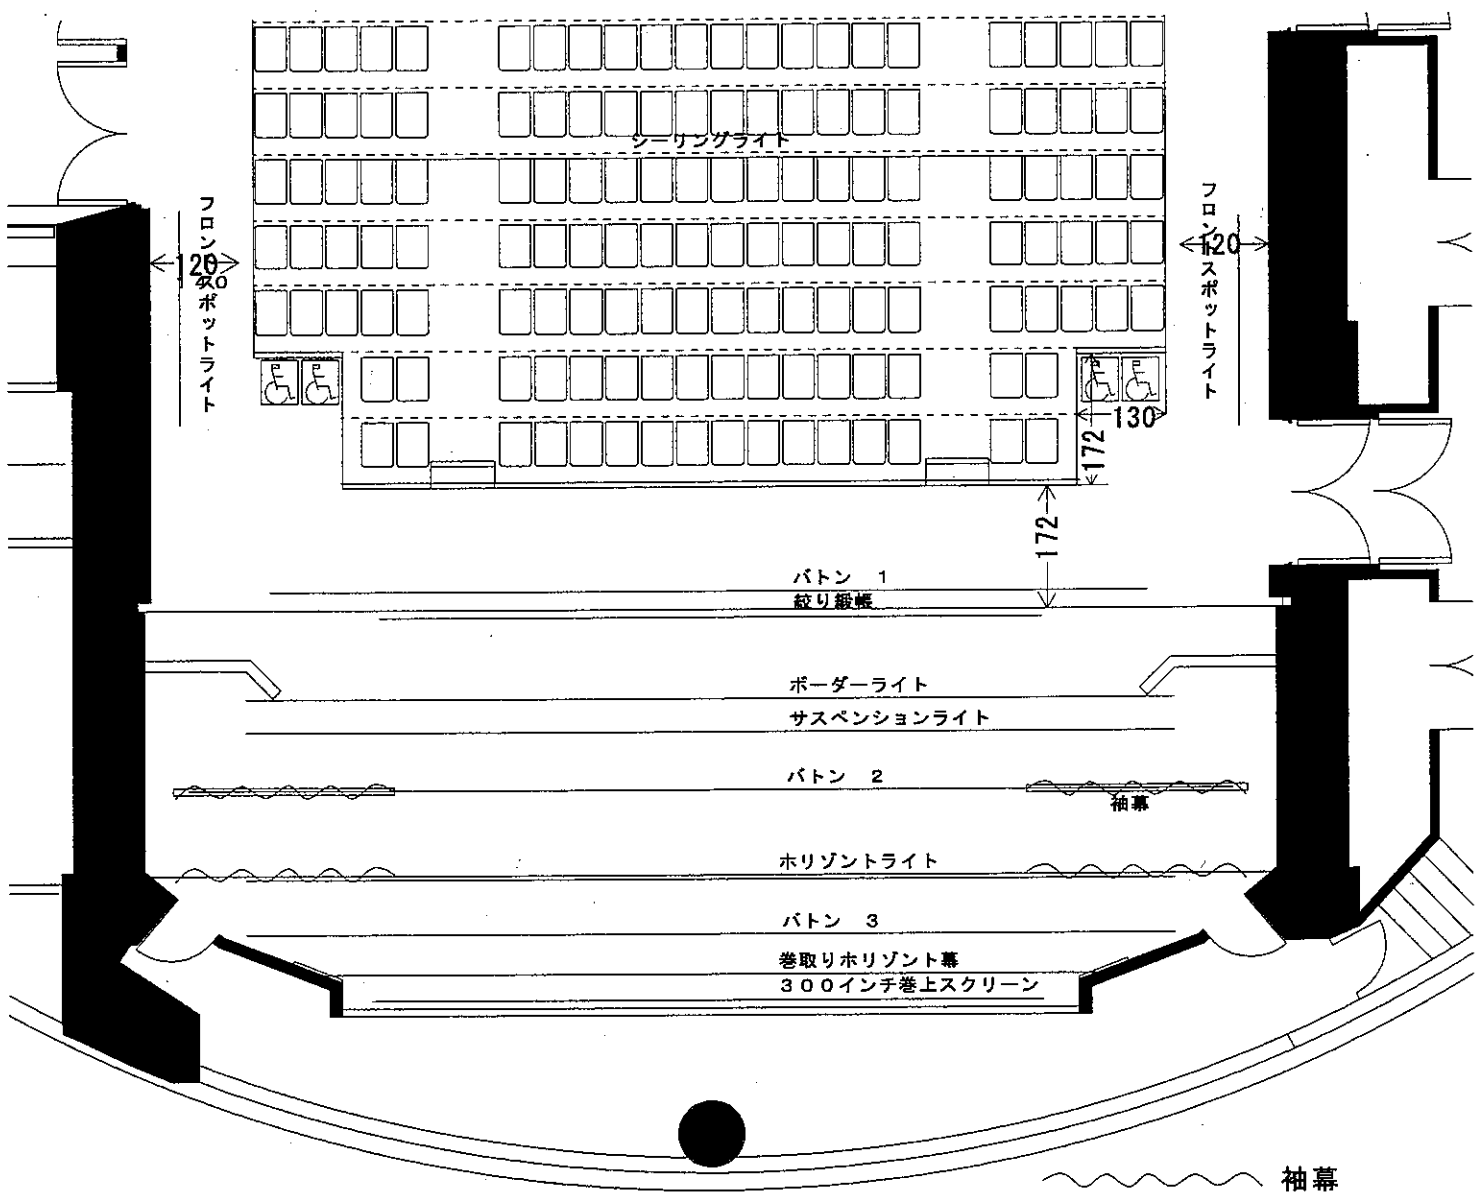 シーリングライト
フロントスポットライト
120
フロントスポットライト
120
130
172
172
バトン 1
絞り緞帳
ボーダーライト
サスペンションライト
バトン 2
袖幕
ホリゾントライト
バトン 3
巻取りホリゾント幕
300インチ巻上スクリーン
袖幕